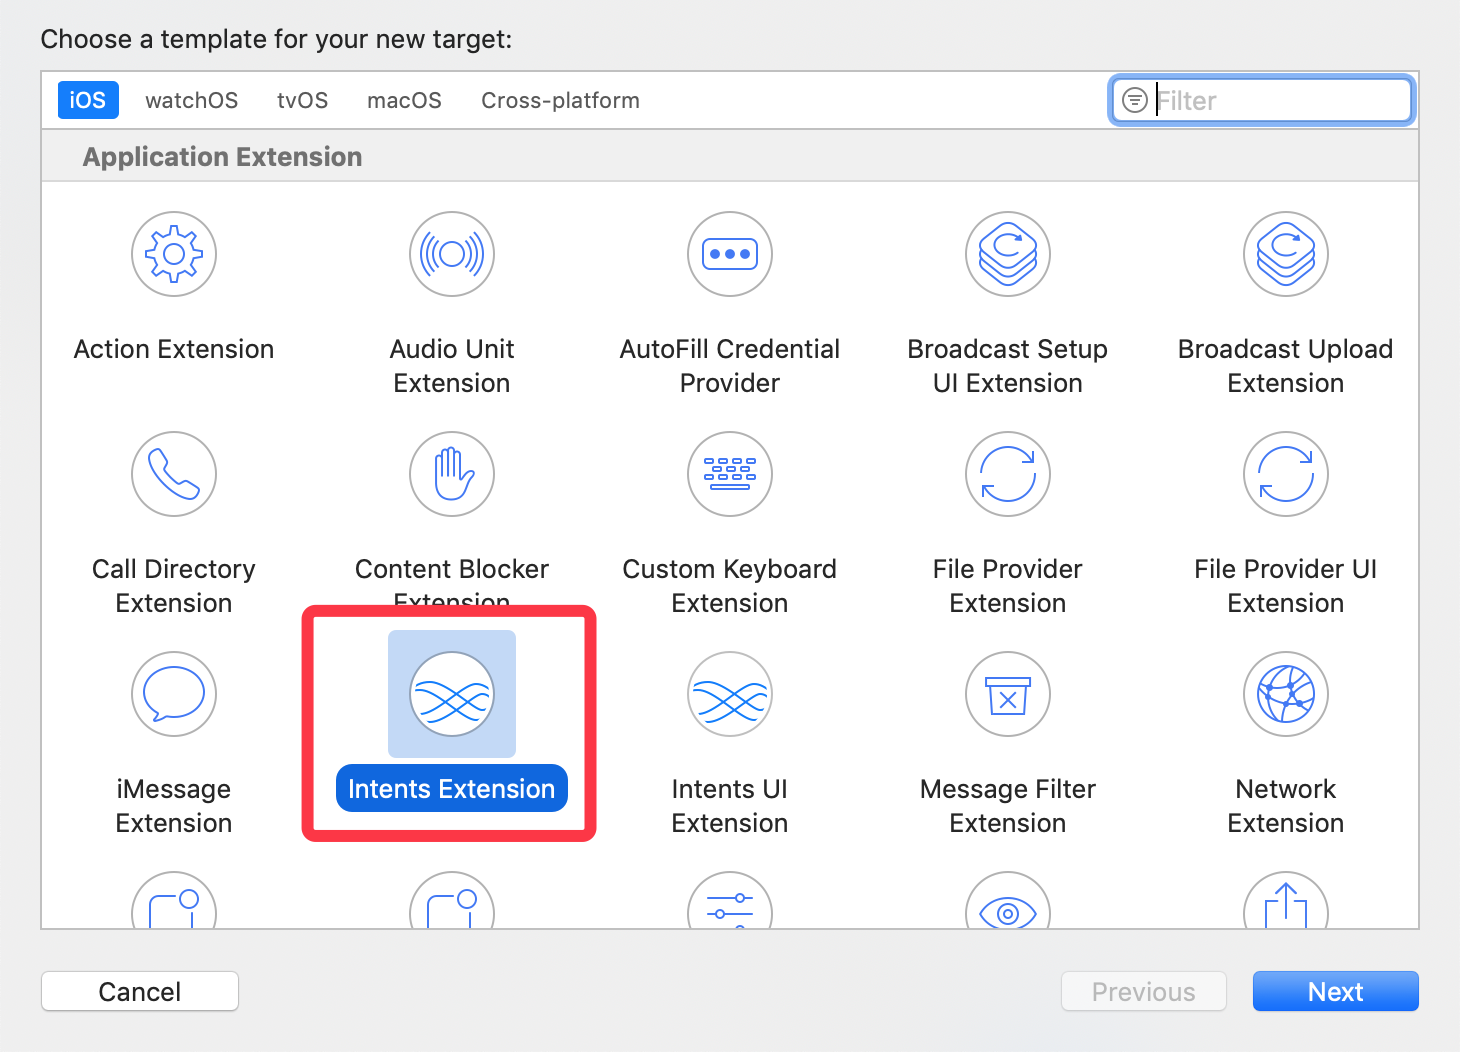 Choose a template for your new target:
iOS watchOS tvOS macOS Cross-platform Filter
Application Extension
Action Extension
Audio Unit
Extension
AutoFill Credential
Provider
Broadcast Setup
UI Extension
Broadcast Upload
Extension
Call Directory
Extension
Content Blocker
Extension
Custom Keyboard
Extension
File Provider
Extension
File Provider UI
Extension
iMessage
Extension
Intents Extension
Intents UI
Extension
Message Filter
Extension
Network
Extension
Cancel
Previous
Next